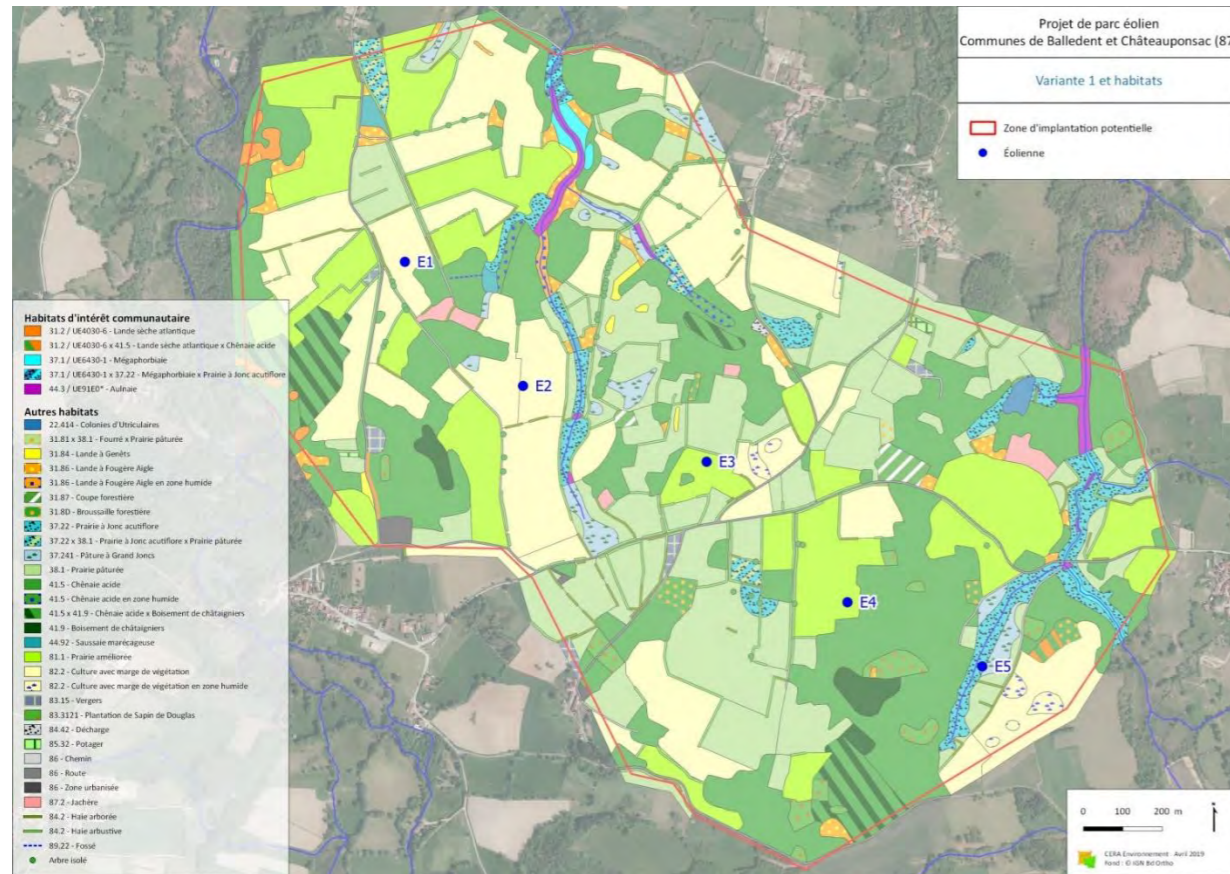 Projet de parc éolien
Communes de Balledent et Châteauponsac (87
Variante 1 et habitats
Zone d'implantation potentielle
Éolienne
E1
E2
E3
E4
E5
Habitats d'intérêt communautaire
31.2 / UE4030-6 - Lande sèche atlantique
31.2 / UE4030-6 x 41.5 - Lande sèche atlantique x Chênaie acide
37.1 / UE6430-1 - Mégaphorbiaie
37.1 / UE6430-1 x 37.22 - Mégaphorbiaie x Prairie à Jonc acutiflore
44.3 / UE91E0* - Aulnaie
Autres habitats
22.414 - Colonies d'Utriculaires
31.81 x 38.1 - Fourré x Prairie pâturée
31.84 - Lande à Genêts
31.86 - Lande à Fougère Aigle
31.86 - Lande à Fougère Aigle en zone humide
31.87 - Coupe forestière
31.8D - Broussaille forestière
37.22 - Prairie à Jonc acutiflore
37.22 x 38.1 - Prairie à Jonc acutiflore x Prairie pâturée
37.241 - Pâture à Grand Joncs
38.1 - Prairie pâturée
41.5 - Chênaie acide
41.5 - Chênaie acide en zone humide
41.5 x 41.9 - Chênaie acide x Boisement de châtaigniers
41.9 - Boisement de châtaigniers
44.92 - Saussaie marécageuse
81.1 - Prairie améliorée
82.2 - Culture avec marge de végétation
82.2 - Culture avec marge de végétation en zone humide
83.15 - Vergers
83.3121 - Plantation de Sapin de Douglas
84.42 - Décharge
85.32 - Potager
86 - Chemin
86 - Route
86 - Zone urbanisée
87.2 - Jachère
84.2 - Haie arborée
84.2 - Haie arbustive
89.22 - Fossé
Arbre isolé
0 100 200 m
CERA Environnement Avril 2019
Fond : © IGN Bd Ortho